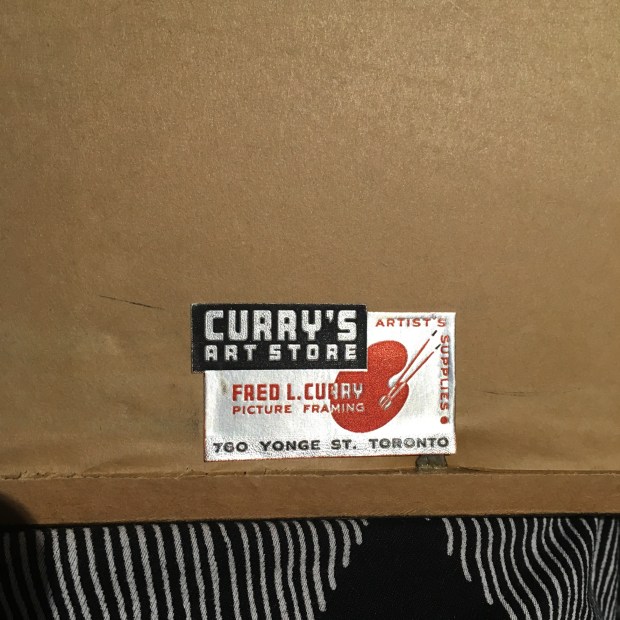 CURRY'S
ART STORE
ARTIST'S
SUPPLIES
FRED L. CURRY
PICTURE FRAMING
760 YONGE ST. TORONTO